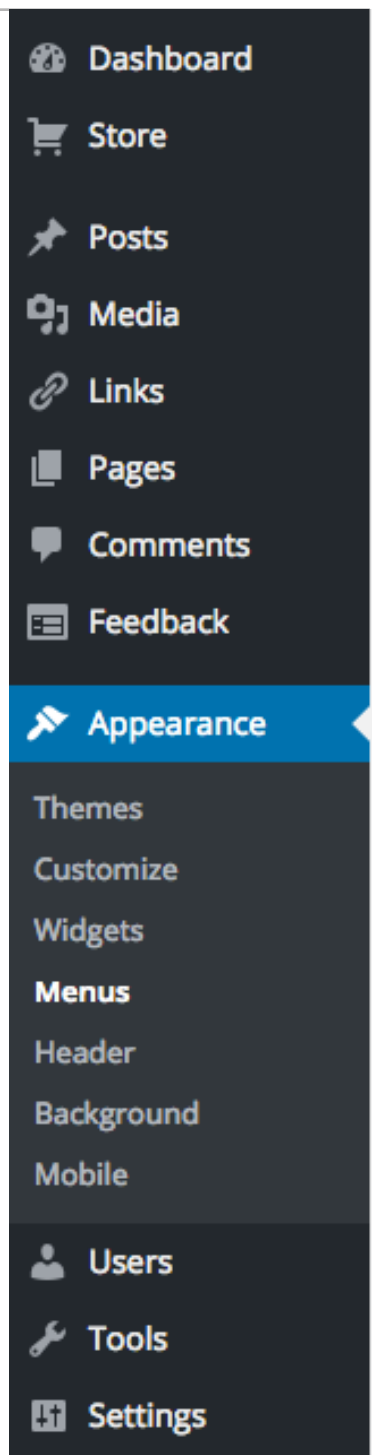 Dashboard
Store
Posts
Media
Links
Pages
Comments
Feedback
Appearance
Themes
Customize
Widgets
Menus
Header
Background
Mobile
Users
Tools
Settings